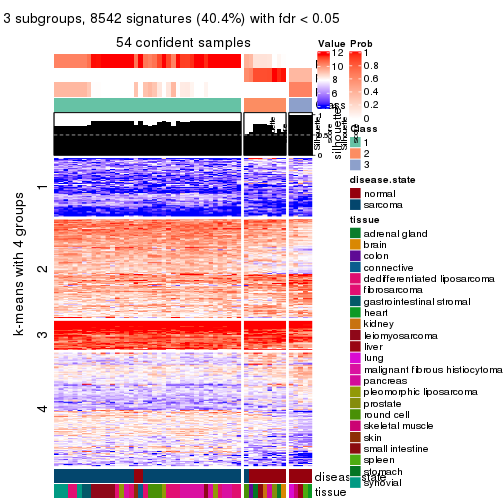 3 subgroups, 8542 signatures (40.4%) with fdr < 0.05
54 confident samples
k-means with 4 groups
1
2
3
4
silhouette
disease.state
tissue
Value
12
10
8
6
Prob
1
0.8
0.6
0.4
0.2
0
Class
1
2
3
disease.state
normal
sarcoma
tissue
adrenal gland
brain
colon
connective
dedifferentiated liposarcoma
fibrosarcoma
gastrointestinal stromal
heart
kidney
leiomyosarcoma
liver
lung
malignant fibrous histiocytoma
pancreas
pleomorphic liposarcoma
prostate
round cell
skeletal muscle
skin
small intestine
spleen
stomach
synovial